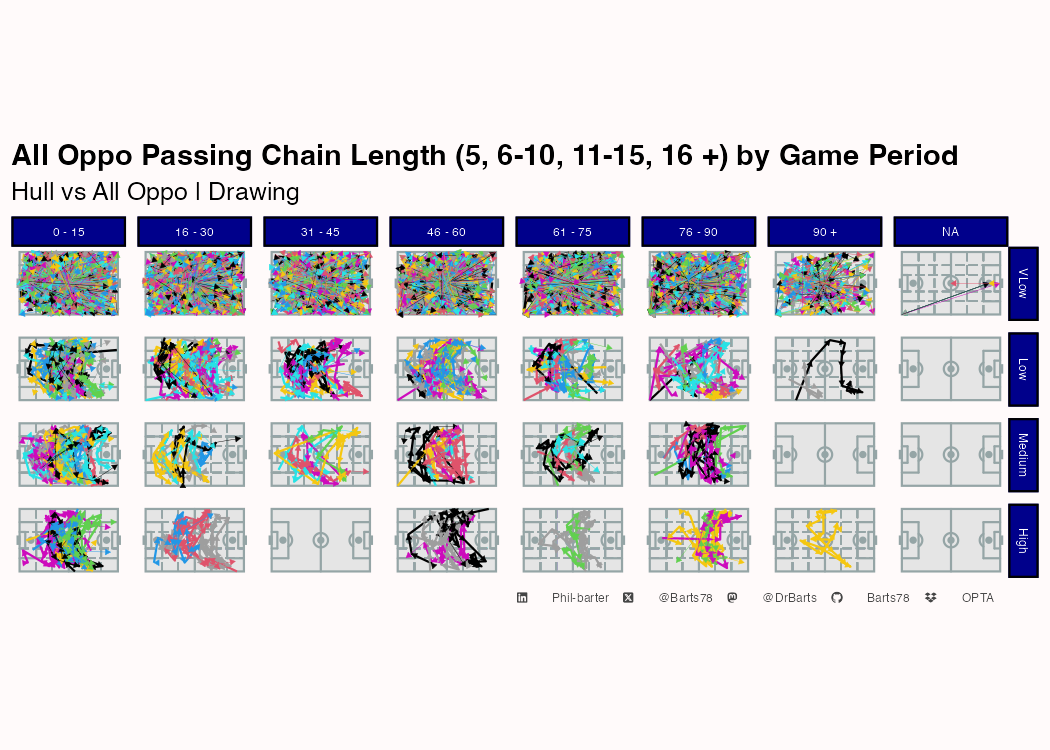 All Oppo Passing Chain Length (5, 6-10, 11-15, 16 +) by Game Period
Hull vs All Oppo | Drawing
0 - 15
16 - 30
31 - 45
46 - 60
61 - 75
76 - 90
90 +
NA
V.Low
Low
Medium
High
Phil-barter
@Barts78
@DrBarts
Barts78
OPTA